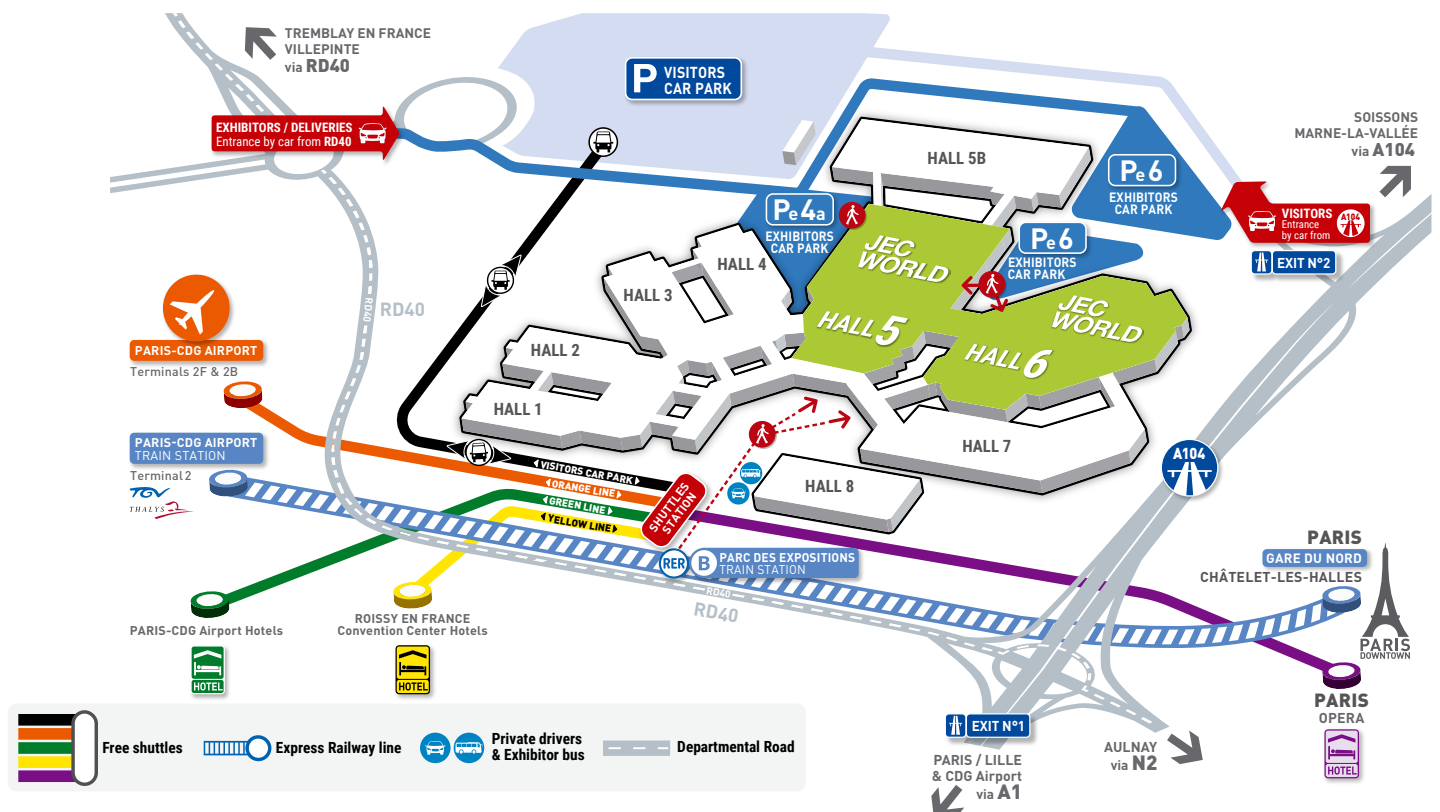 TREMBLAY EN FRANCE
VILLEPINTE
via RD40
P VISITORS
CAR PARK
EXHIBITORS / DELIVERIES
Entrance by car from RD40
SOISSONS
MARNE-LA-VALLÉE
via A104
HALL 5B
Pe6
EXHIBITORS
CAR PARK
Pe4a
EXHIBITORS
CAR PARK
VISITORS
Entrance
by car from
A104
EXIT N°2
Pe6
EXHIBITORS
CAR PARK
JEC
WORLD
HALL 5
JEC
WORLD
HALL 6
HALL 4
HALL 3
HALL 2
HALL 1
HALL 7
HALL 8
RD40
RD40
PARIS-CDG AIRPORT
Terminals 2F & 2B
PARIS-CDG AIRPORT
TRAIN STATION
Terminal 2
TGV
THALYS
A104
VISITORS CAR PARK
ORANGE LINE
GREEN LINE
YELLOW LINE
SHUTTLES
STATION
RER B PARC DES EXPOSITIONS
TRAIN STATION
RD40
RD40
PARIS
GARE DU NORD
CHÂTELET-LES-HALLES
PARIS
DOWNTOWN
PARIS-CDG Airport Hotels
HOTEL
ROISSY EN FRANCE
Convention Center Hotels
HOTEL
PARIS
OPERA
HOTEL
EXIT N°1
PARIS / LILLE
& CDG Airport
via A1
AULNAY
via N2
Free shuttles
Express Railway line
Private drivers
& Exhibitor bus
Departmental Road